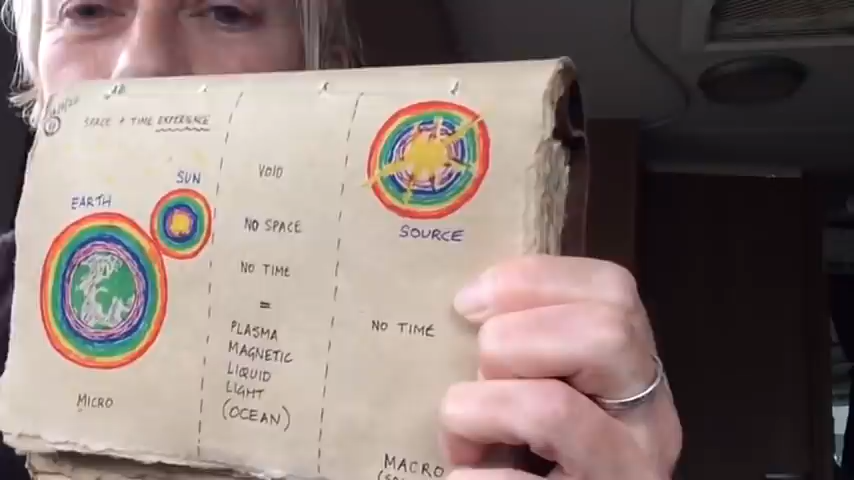 SPACE + TIME EXPERIENCE
EARTH
SUN
MICRO
VOID
NO SPACE
NO TIME
=
PLASMA
MAGNETIC
LIQUID
LIGHT
(OCEAN)
SOURCE
NO TIME
MACRO